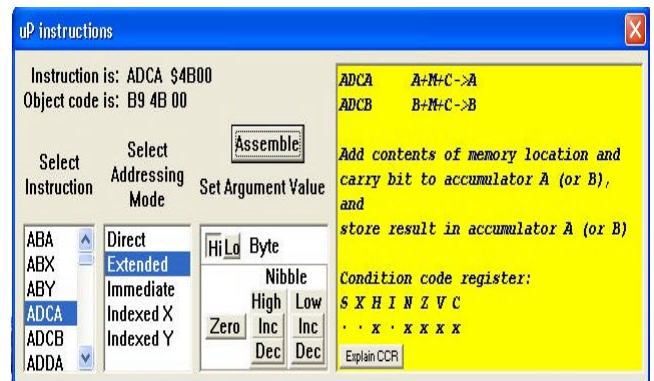 uP instructions
Instruction is: ADCA $4B00
Object code is: B9 4B 00
Select Instruction
Select Addressing Mode
Assemble
Set Argument Value
ABA
ABX
ABY
ADCA
ADCB
ADDA
Direct
Extended
Immediate
Indexed X
Indexed Y
Hi Lo Byte
Nibble
High Low
Zero Inc Inc
Dec Dec
ADCA A+M+C->A
ADCB B+M+C->B
Add contents of memory location and
carry bit to accumulator A (or B),
and
store result in accumulator A (or B)
Condition code register:
S X H I N Z V C
· · x · x x x x
Explain CCR